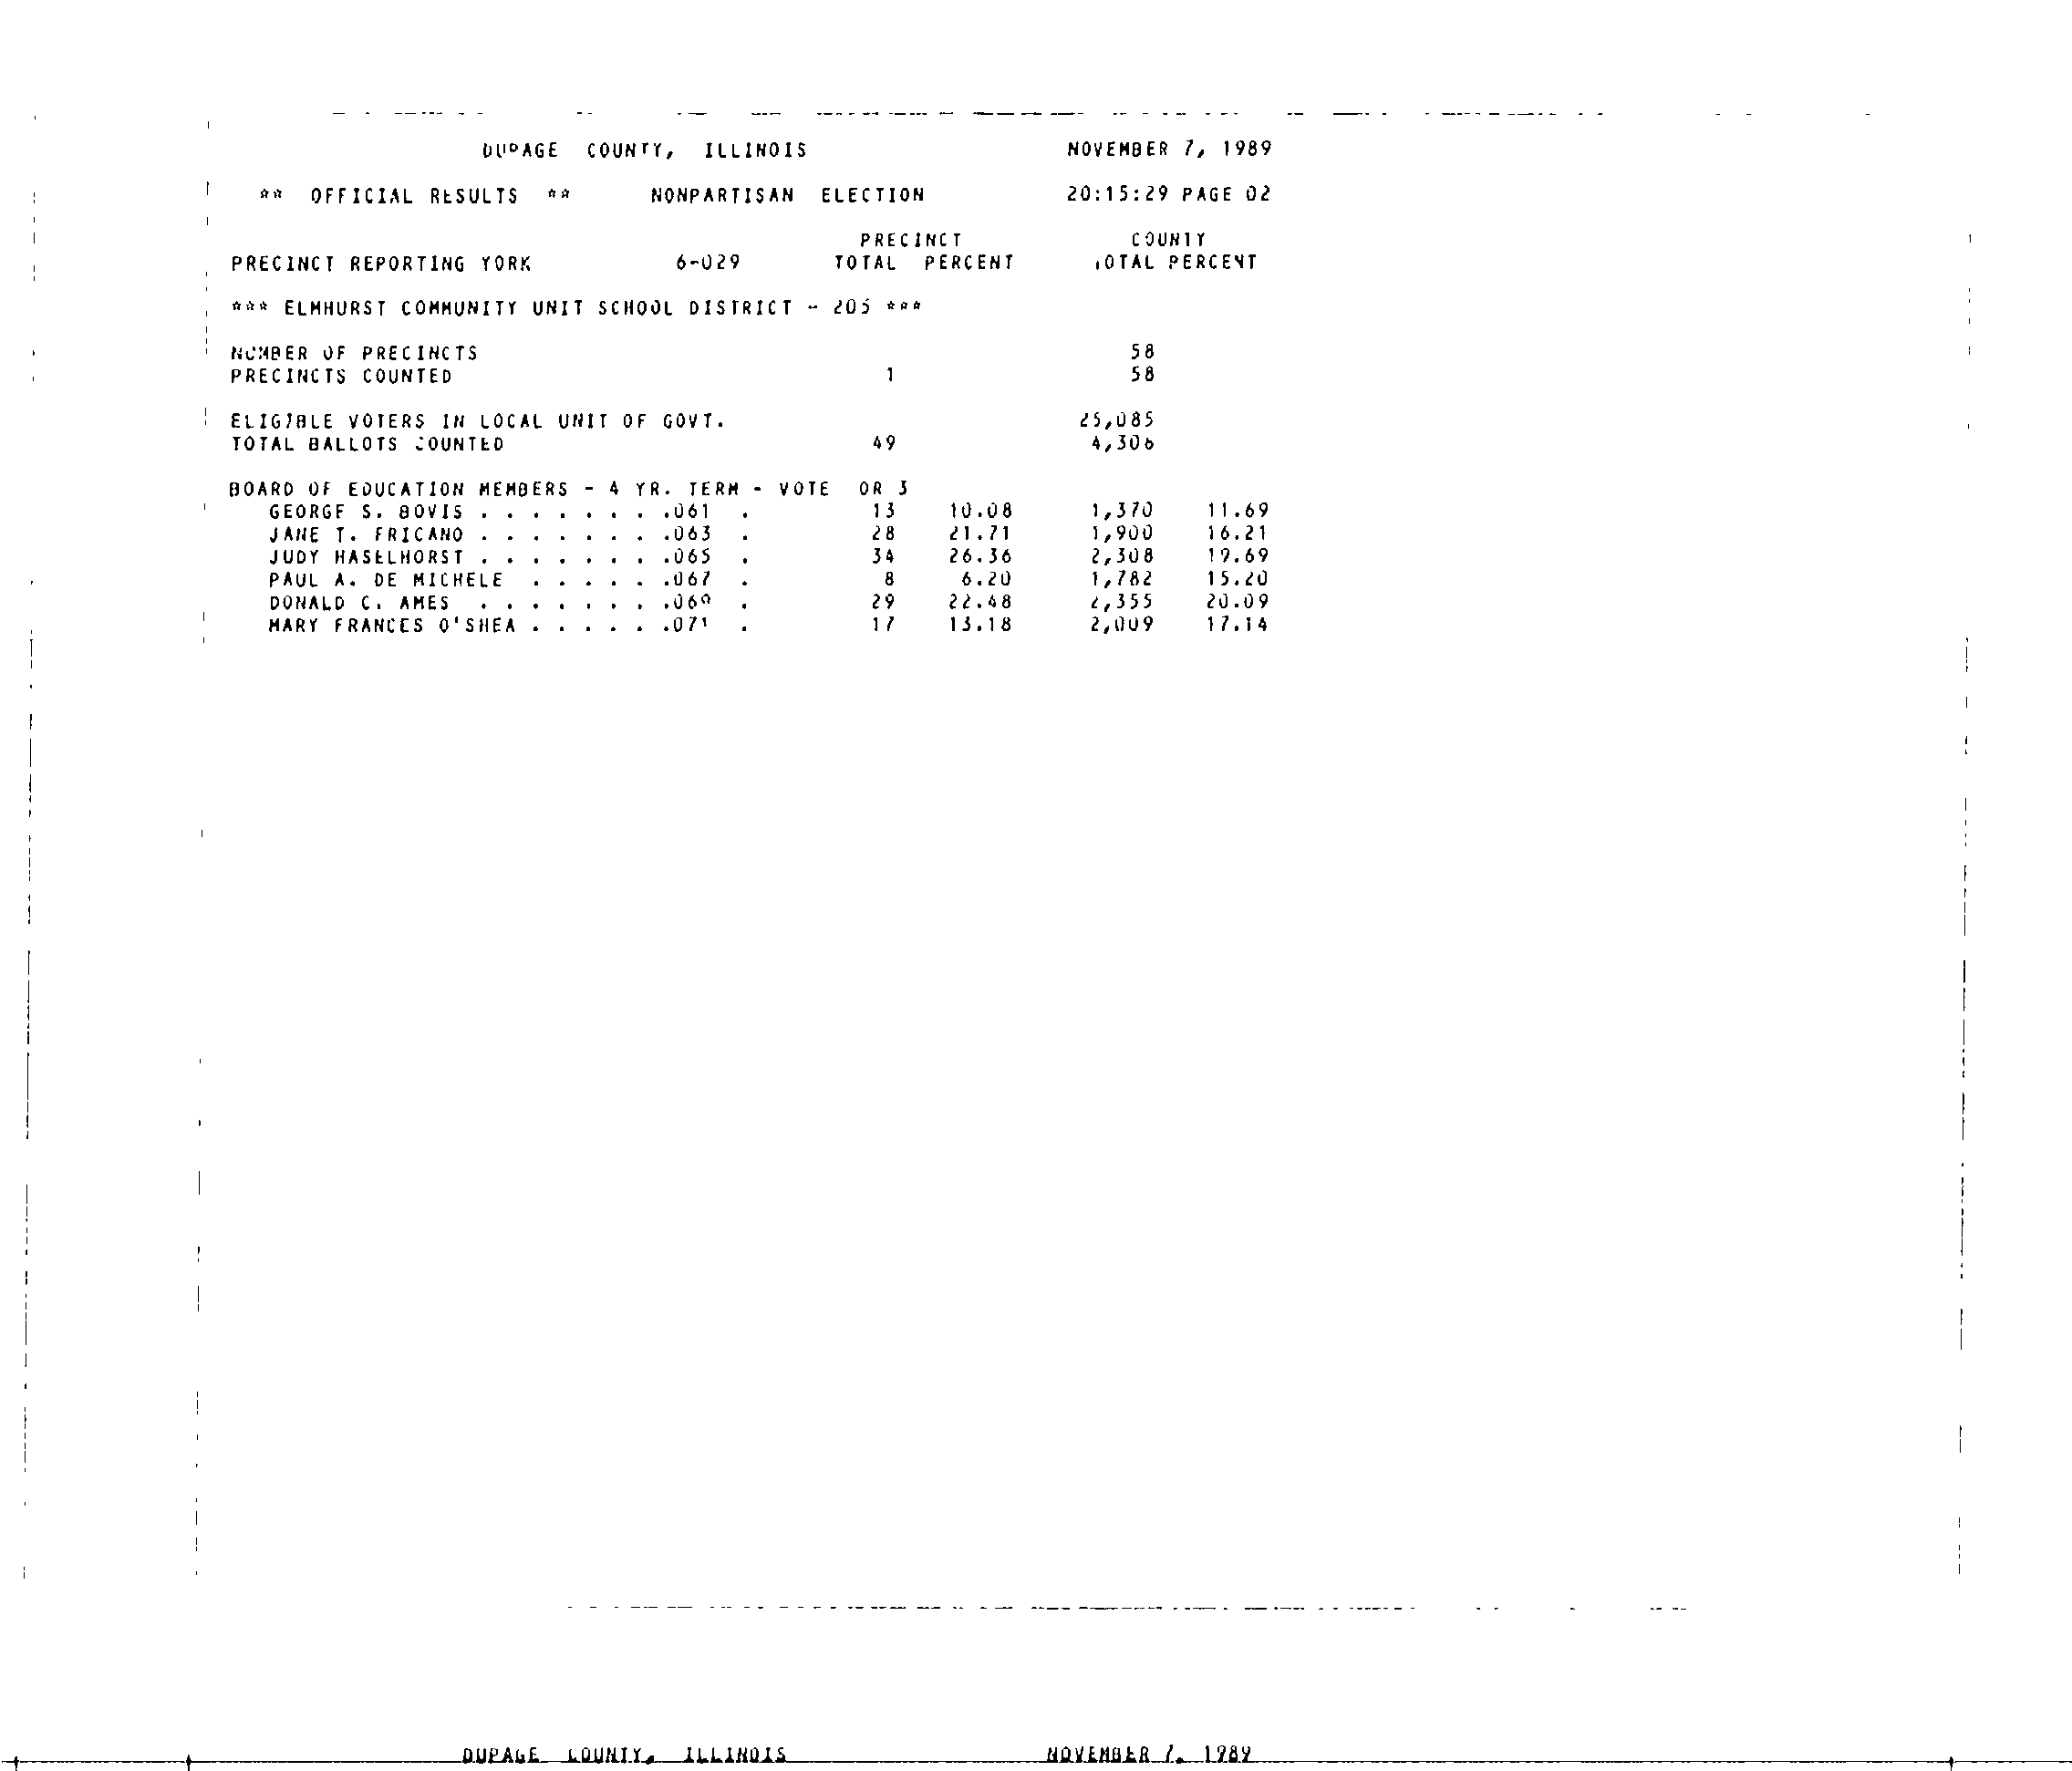 DUPAGE COUNTY, ILLINOIS NOVEMBER 7, 1989
** OFFICIAL RESULTS ** NONPARTISAN ELECTION 20:15:29 PAGE 02
PRECINCT COUNTY
PRECINCT REPORTING YORK 6-029 TOTAL PERCENT TOTAL PERCENT
*** ELMHURST COMMUNITY UNIT SCHOOL DISTRICT - 205 ***
NUMBER OF PRECINCTS 58
PRECINCTS COUNTED 1 58
ELIGIBLE VOTERS IN LOCAL UNIT OF GOVT. 25,085
TOTAL BALLOTS COUNTED 49 4,306
BOARD OF EDUCATION MEMBERS - 4 YR. TERM - VOTE OR 3
GEORGE S. BOVIS . . . . . . . .061 . 13 10.08 1,370 11.69
JANE T. FRICANO . . . . . . . .063 . 28 21.71 1,900 16.21
JUDY HASELHORST . . . . . . . .065 . 34 26.36 2,308 19.69
PAUL A. DE MICHELE . . . . . .067 . 8 6.20 1,782 15.20
DONALD C. AMES . . . . . . . .069 . 29 22.48 2,355 20.09
MARY FRANCES O'SHEA . . . . . .071 . 17 13.18 2,009 17.14
DUPAGE COUNTY, ILLINOIS NOVEMBER 7, 1989